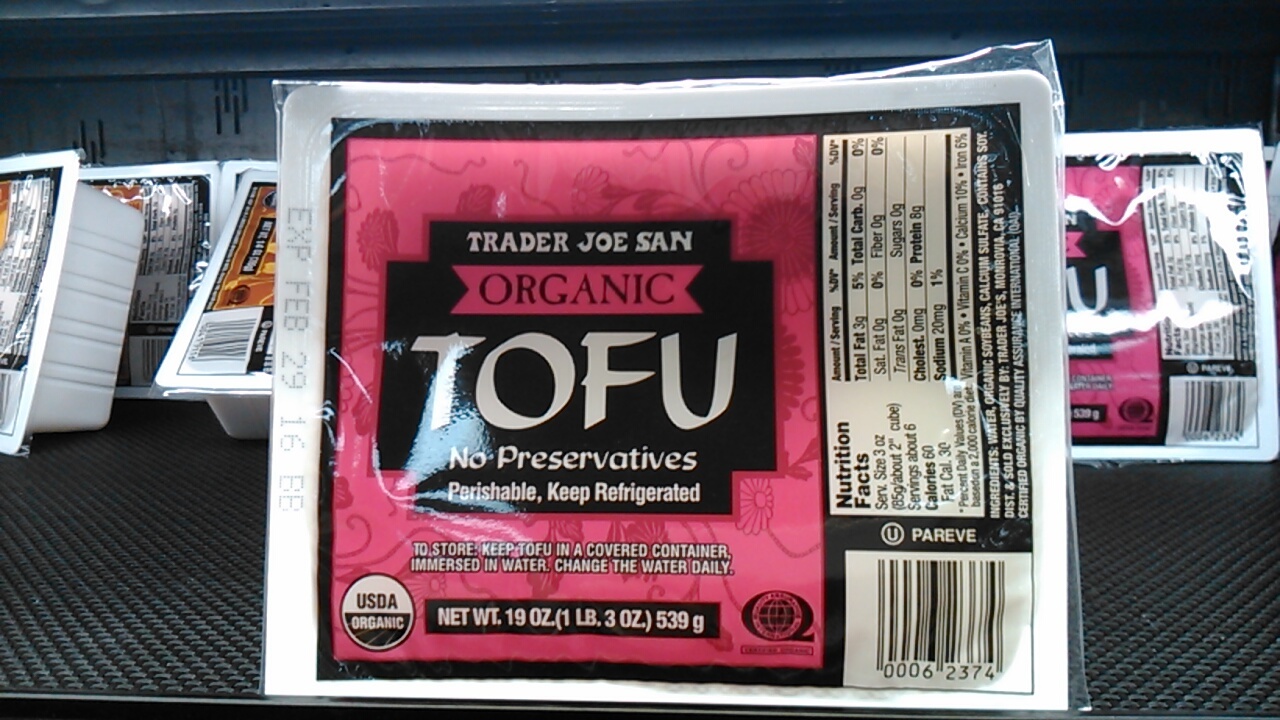 TRADER JOE SAN
ORGANIC
TOFU
No Preservatives
Perishable, Keep Refrigerated
TO STORE: KEEP TOFU IN A COVERED CONTAINER,
IMMERSED IN WATER. CHANGE THE WATER DAILY.
USDA
ORGANIC
NET WT. 19 OZ.(1 LB. 3 OZ.) 539 g
EXP FEB 29 16 BB
Nutrition
Facts
Serv. Size 3 oz
(85g/about 2" cube)
Servings about 6
Calories 60
Fat Cal. 30
Amount / Serving %DV* Amount / Serving %DV*
Total Fat 3g 5% Total Carb. 0g 0%
Sat. Fat 0g 0% Fiber 0g 0%
Trans Fat 0g Sugars 0g
Cholest. 0mg 0% Protein 8g
Sodium 20mg 1%
Vitamin A 0% • Vitamin C 0% • Calcium 10% • Iron 6%
* Percent Daily Values (DV) are
based on a 2,000 calorie diet.
INGREDIENTS: WATER, ORGANIC SOYBEANS, CALCIUM SULFATE. CONTAINS SOY.
DIST. & SOLD EXCLUSIVELY BY: TRADER JOE'S, MONROVIA, CA 91016
CERTIFIED ORGANIC BY QUALITY ASSURANCE INTERNATIONAL (QAI)
U PAREVE
0006 2374
U
PAREVE
539 g